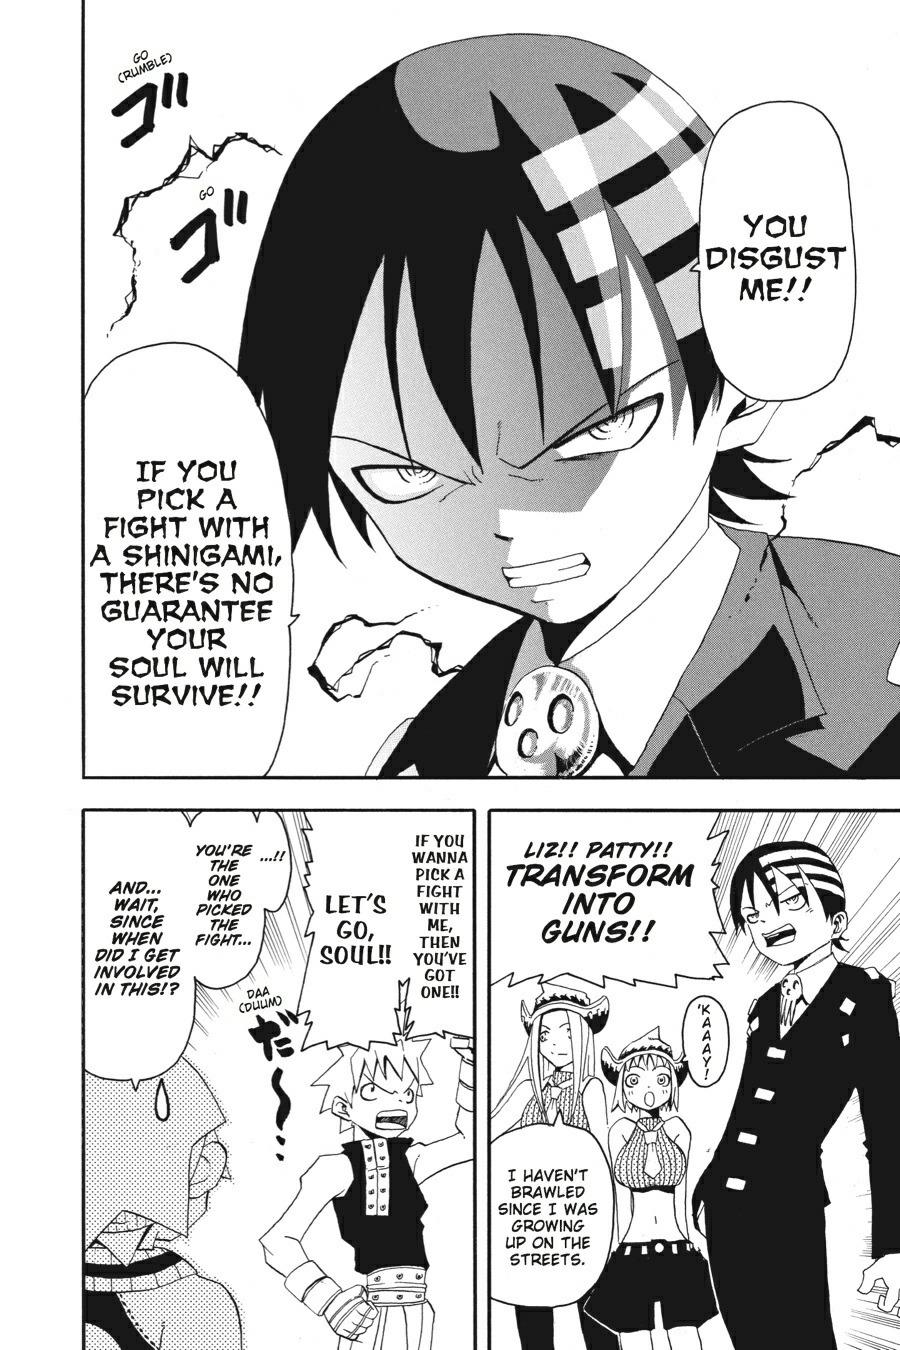 YOU
DISGUST
ME!!
GO
(RUMBLE)
ゴ
GO
ゴ
IF YOU
PICK A
FIGHT WITH
A SHINIGAMI,
THERE'S NO
GUARANTEE
YOUR
SOUL WILL
SURVIVE!!
LIZ!! PATTY!!
TRANSFORM
INTO
GUNS!!
'KAAAY!
I HAVEN'T
BRAWLED
SINCE I WAS
GROWING
UP ON THE
STREETS.
IF YOU
WANNA
PICK A
FIGHT
WITH
ME,
THEN
YOU'VE
GOT
ONE!!
LET'S
GO,
SOUL!!
DAA
(DUUM)
だ〜
...!!
YOU'RE
THE
ONE
WHO
PICKED
THE
FIGHT...
AND...
WAIT,
SINCE
WHEN
DID I GET
INVOLVED
IN THIS!?